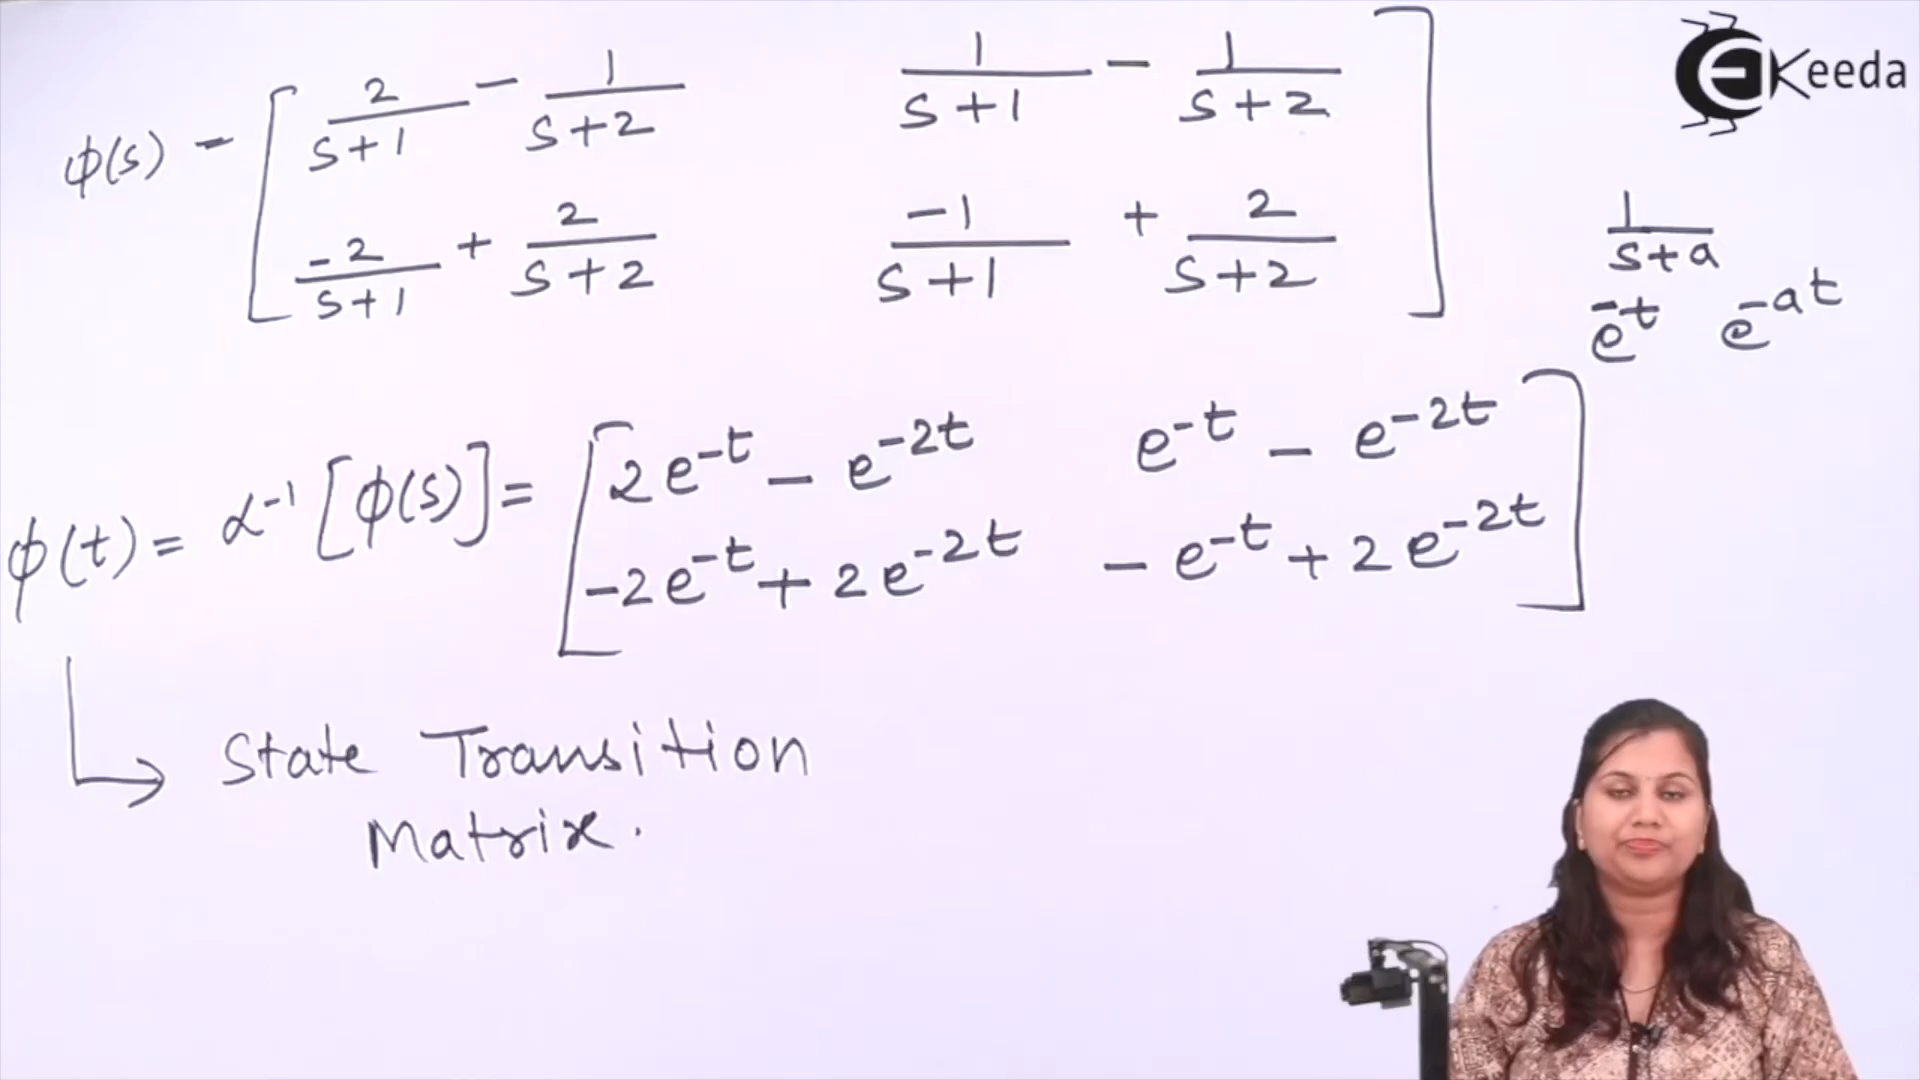 Keeda
ϕ(s) - [ 2/(s+1) - 1/(s+2)    1/(s+1) - 1/(s+2)
-2/(s+1) + 2/(s+2)    -1/(s+1) + 2/(s+2) ]
1/(s+a)
e^-t    e^-at
ϕ(t) = α^-1 [ϕ(s)] = [ 2e^-t - e^-2t    e^-t - e^-2t
-2e^-t + 2e^-2t    -e^-t + 2e^-2t ]
↳ State Transition
Matrix.